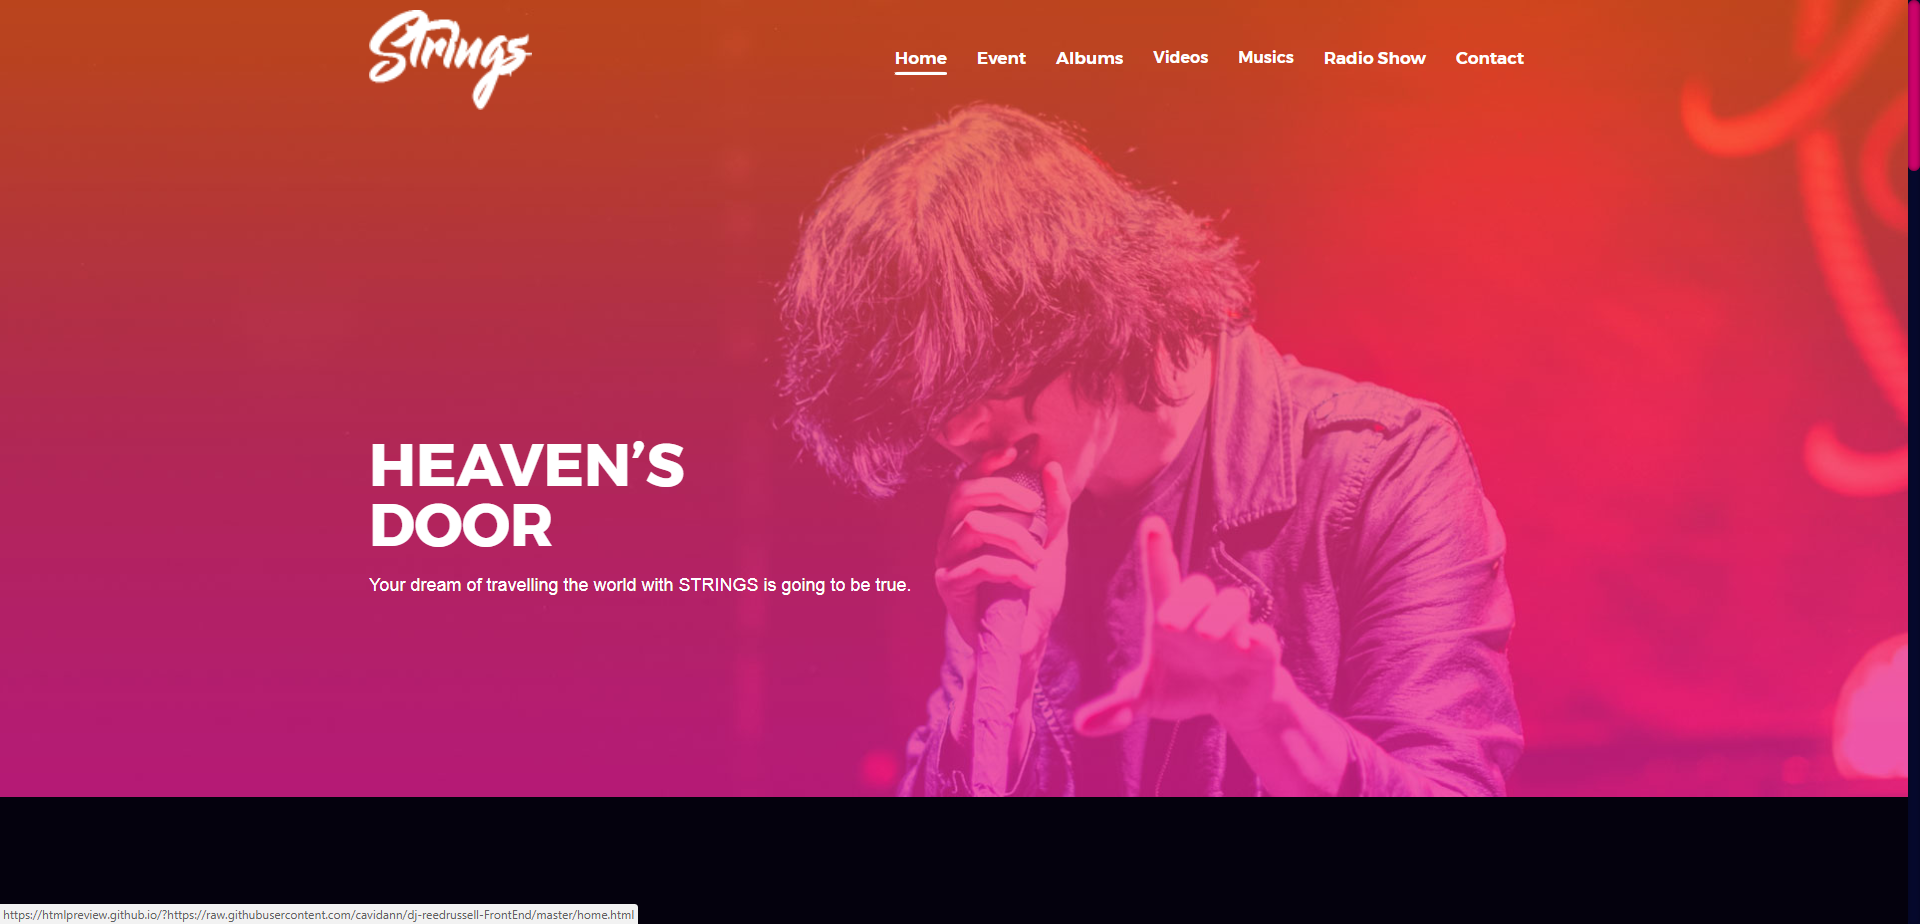 Strings
Home Event Albums Videos Musics Radio Show Contact
HEAVEN’S
DOOR
Your dream of travelling the world with STRINGS is going to be true.
https://htmlpreview.github.io/?https://raw.githubusercontent.com/cavidann/dj-reedrussell-FrontEnd/master/home.html